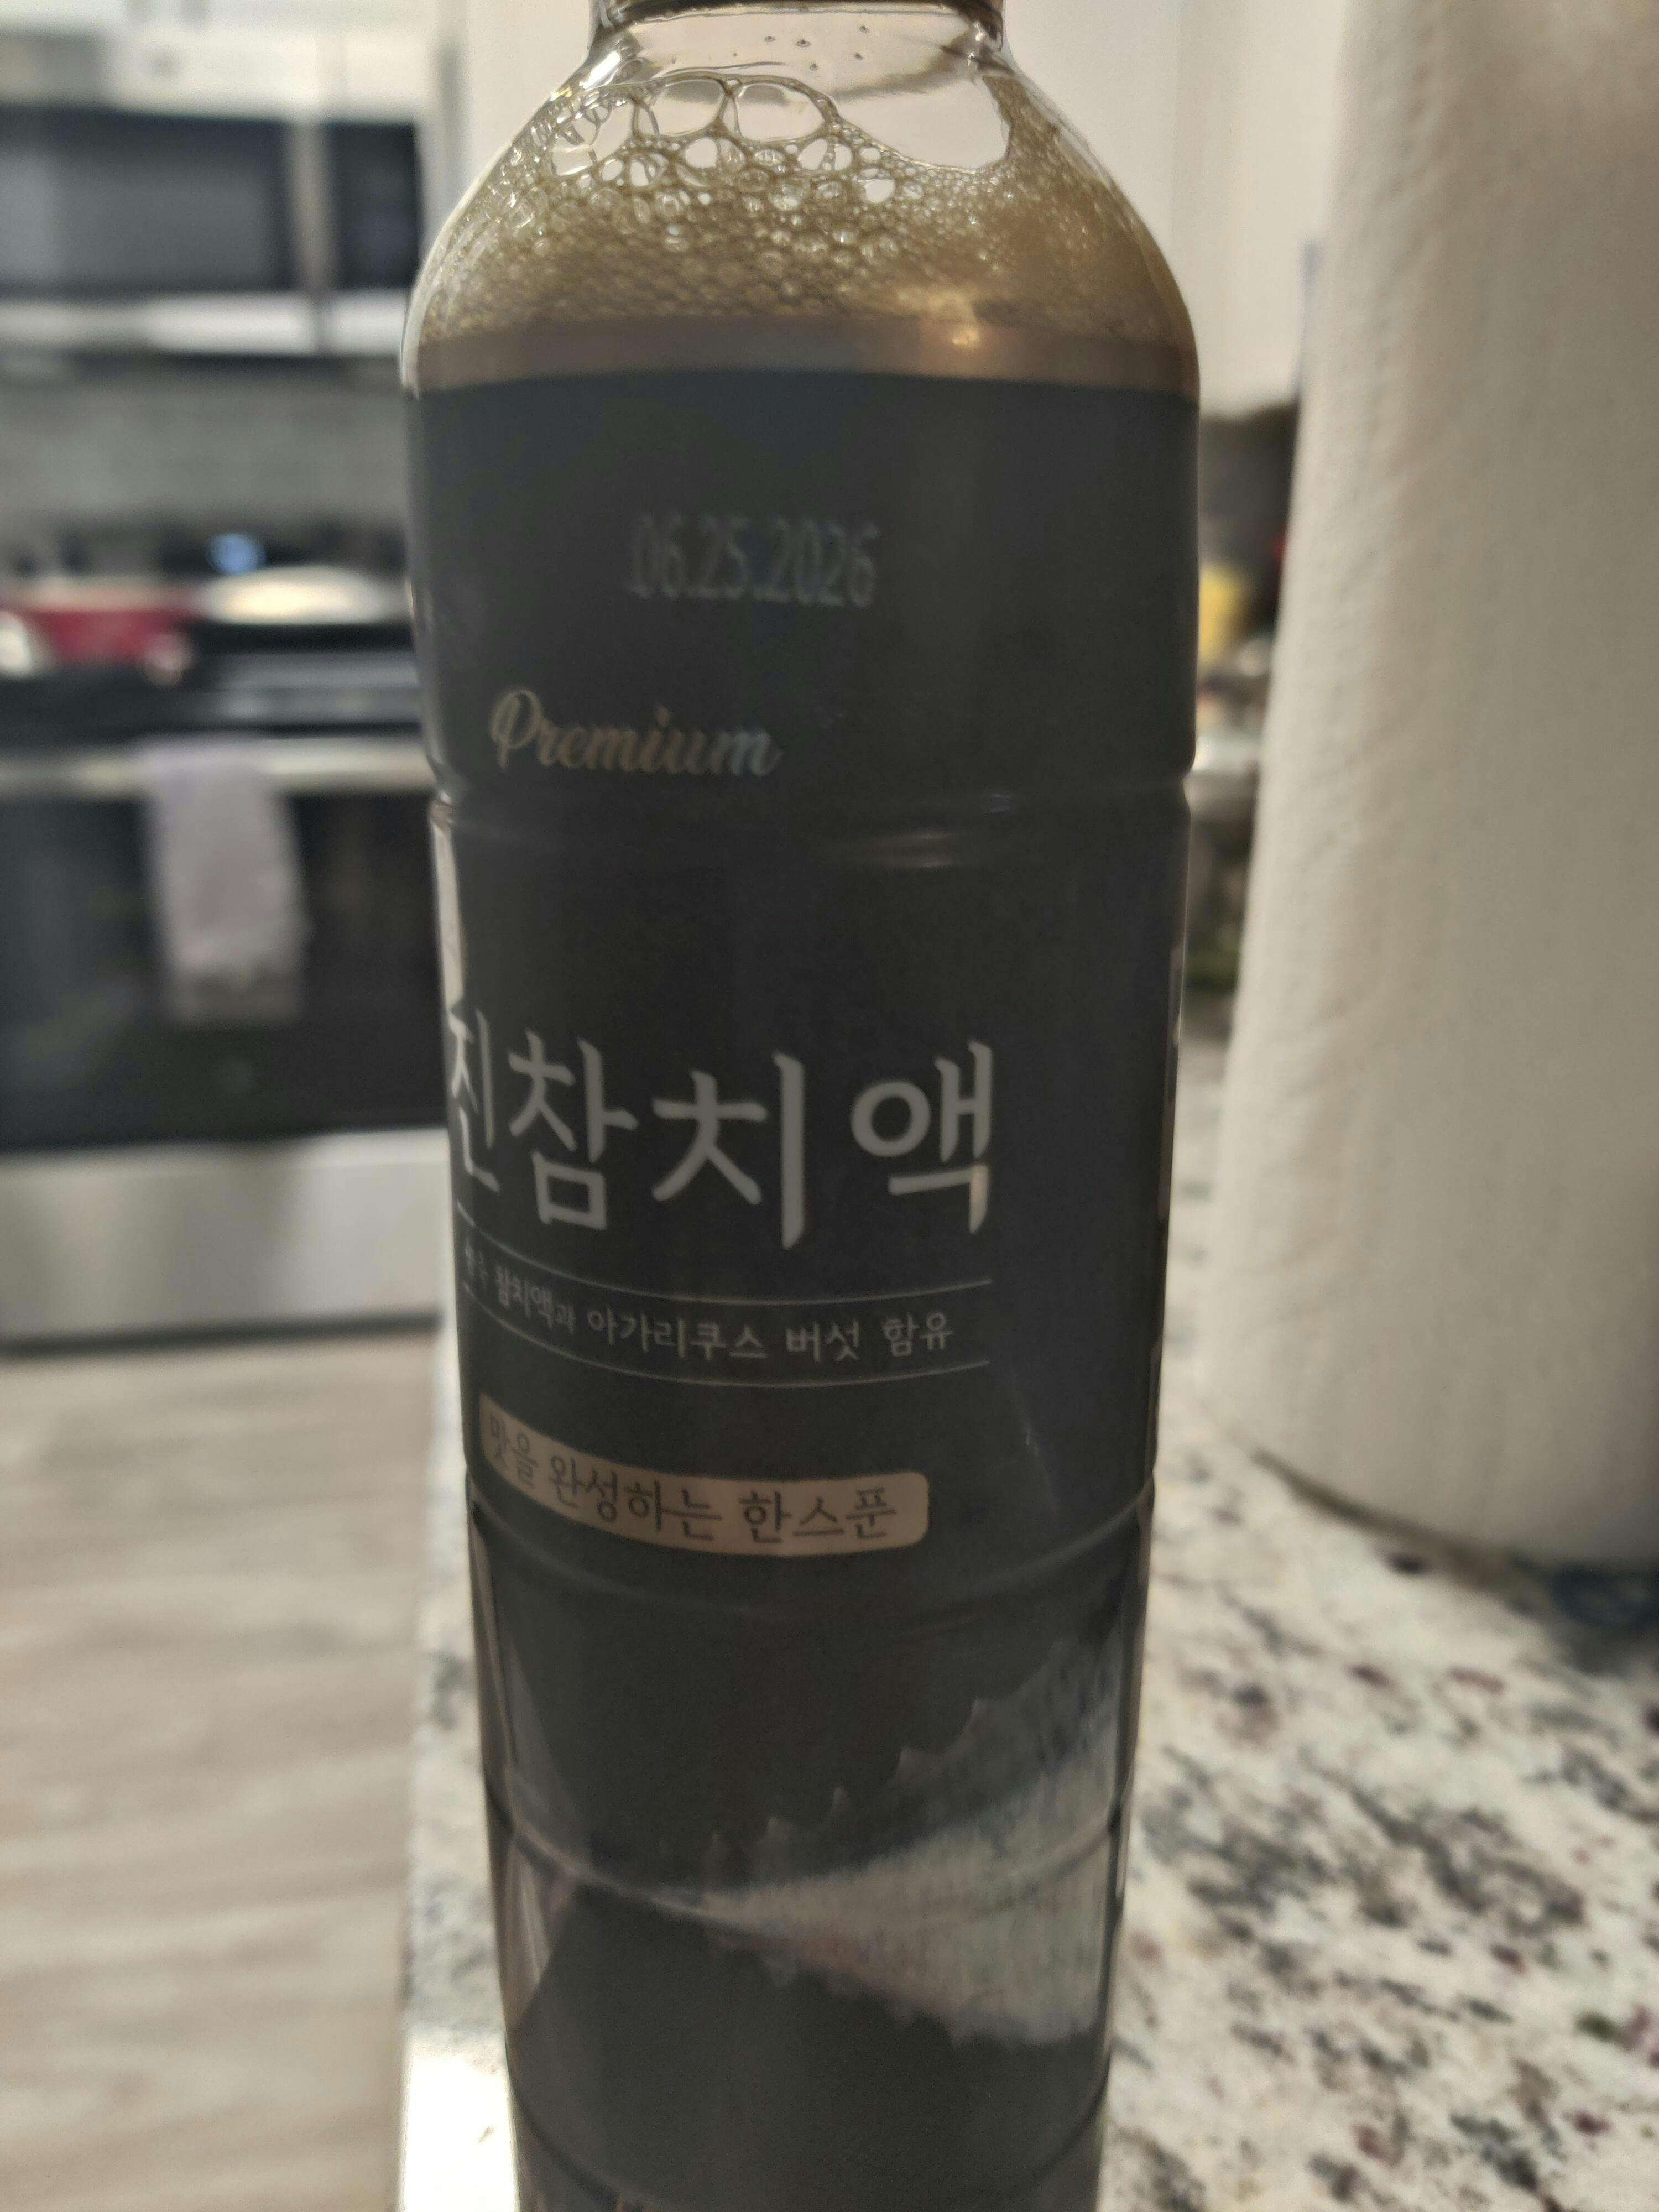 06.25.2026
Premium
진참치액
참치액과 아가리쿠스 버섯 함유
맛을 완성하는 한스푼